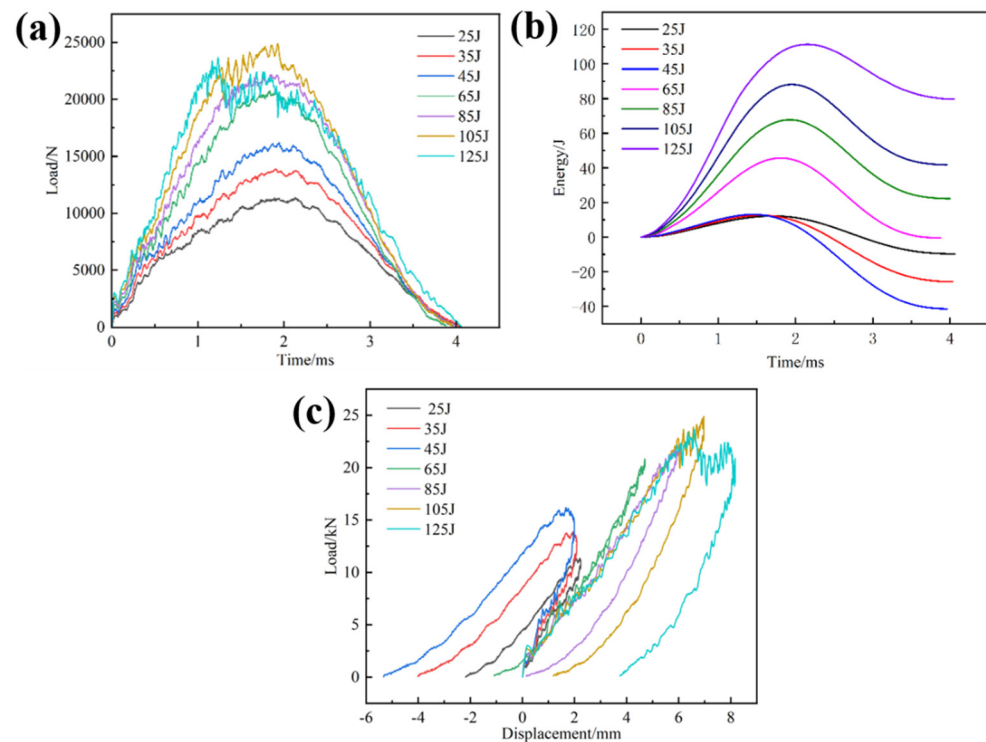 (a)
25000
20000
15000
10000
5000
0
Load/N
0 1 2 3 4
Time/ms
25J
35J
45J
65J
85J
105J
125J
(b)
120
100
80
60
40
20
0
-20
-40
Energy/J
0 1 2 3 4
Time/ms
25J
35J
45J
65J
85J
105J
125J
(c)
25
20
15
10
5
0
Load/kN
-6 -4 -2 0 2 4 6 8
Displacement/mm
25J
35J
45J
65J
85J
105J
125J